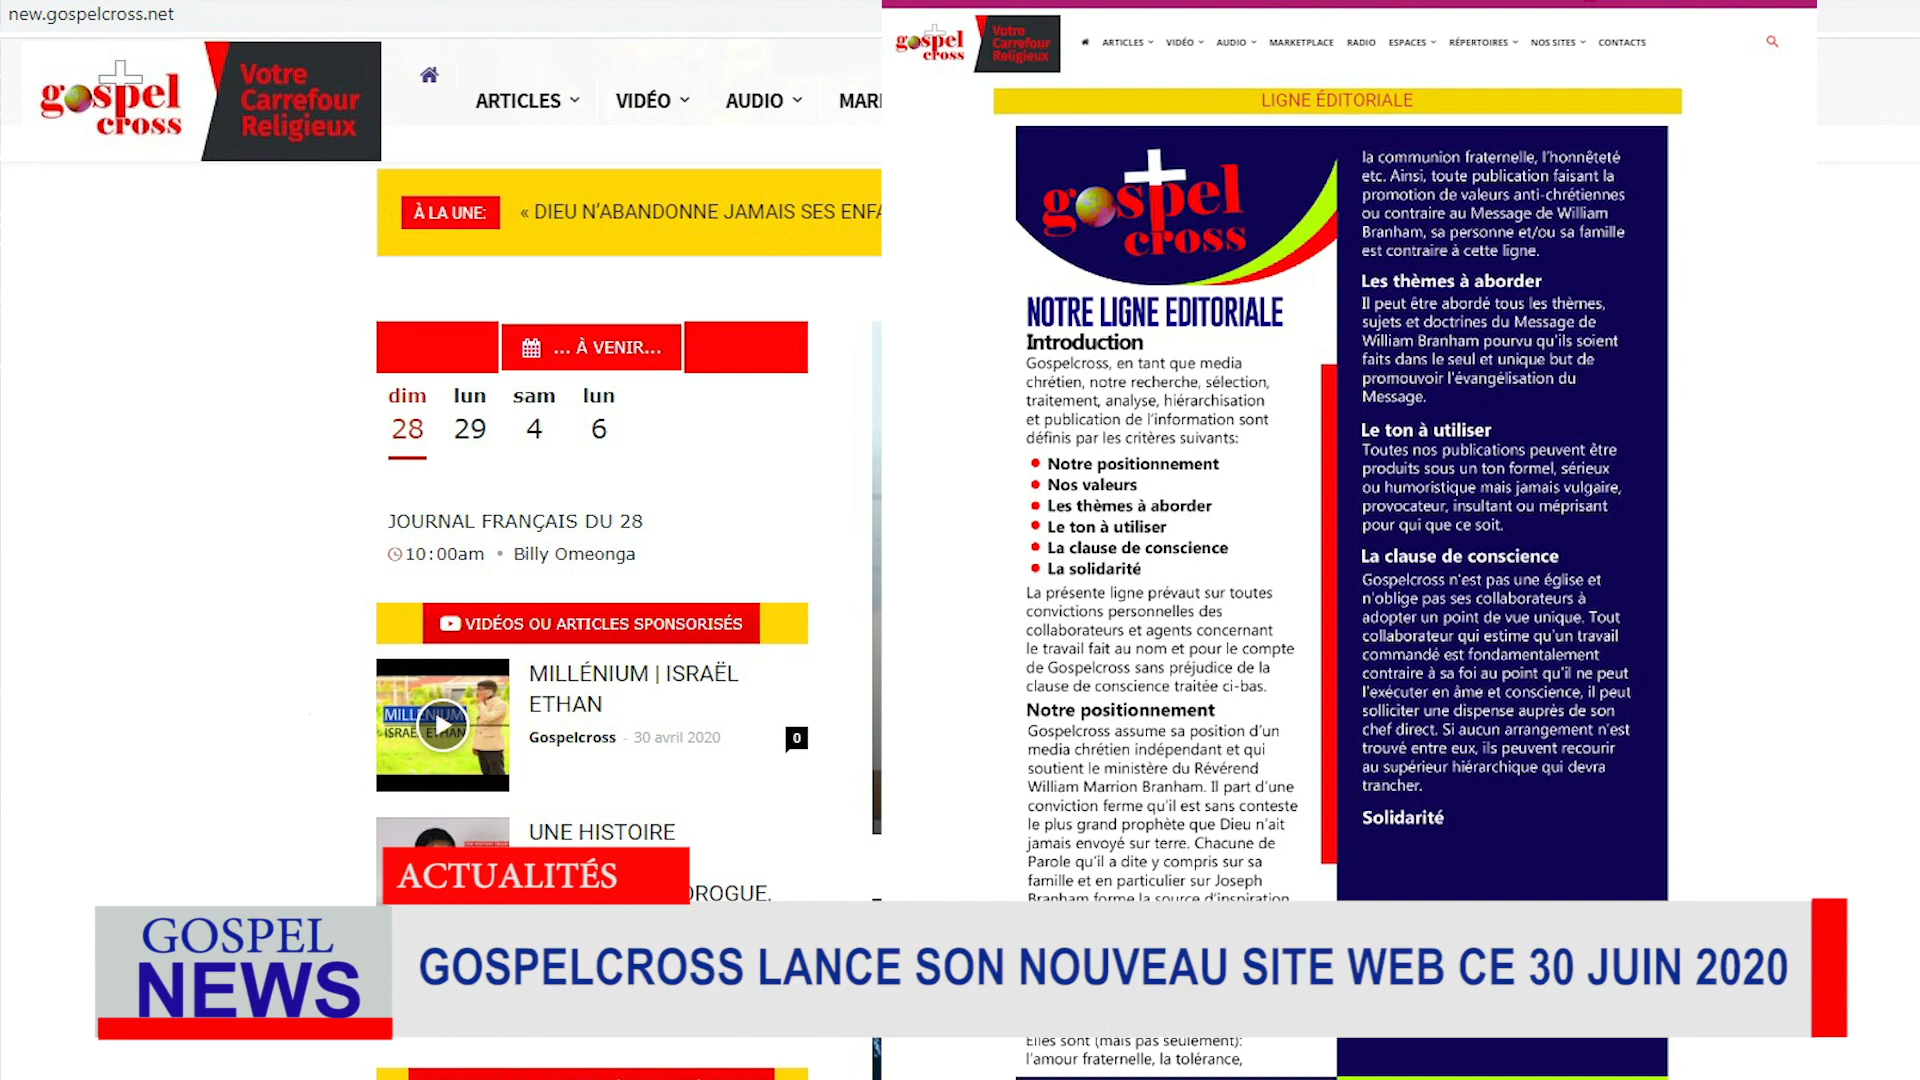 new.gospelcross.net
gospel
cross
Votre
Carrefour
Religieux
ARTICLES
VIDÉO
AUDIO
MARI
À LA UNE:
« DIEU N'ABANDONNE JAMAIS SES ENFA
... À VENIR...
dim lun sam lun
28 29 4 6
JOURNAL FRANÇAIS DU 28
10:00am • Billy Omeonga
VIDÉOS OU ARTICLES SPONSORISÉS
MILLENIUM
ISRAËL ETHAN
MILLÉNIUM | ISRAËL
ETHAN
Gospelcross - 30 avril 2020
0
UNE HISTOIRE
DROGUE.
gospel
cross
Votre
Carrefour
Religieux
ARTICLES VIDÉO AUDIO MARKETPLACE RADIO ESPACES RÉPERTOIRES NOS SITES CONTACTS
LIGNE ÉDITORIALE
gospel
cross
NOTRE LIGNE EDITORIALE
Introduction
Gospelcross, en tant que media
chrétien, notre recherche, sélection,
traitement, analyse, hiérarchisation
et publication de l'information sont
définis par les critères suivants:
• Notre positionnement
• Nos valeurs
• Les thèmes à aborder
• Le ton à utiliser
• La clause de conscience
• La solidarité
La présente ligne prévaut sur toutes
convictions personnelles des
collaborateurs et agents concernant
le travail fait au nom et pour le compte
de Gospelcross sans préjudice de la
clause de conscience traitée ci-bas.
Notre positionnement
Gospelcross assume sa position d'un
media chrétien indépendant et qui
soutient le ministère du Révérend
William Marrion Branham. Il part d'une
conviction ferme qu'il est sans conteste
le plus grand prophète que Dieu n'ait
jamais envoyé sur terre. Chacune de
Parole qu'il a dite y compris sur sa
famille et en particulier sur Joseph
Branham forme la source d'inspiration
Elles sont (mais pas seulement):
l'amour fraternelle, la tolérance,
la communion fraternelle, l'honnêteté
etc. Ainsi, toute publication faisant la
promotion de valeurs anti-chrétiennes
ou contraire au Message de William
Branham, sa personne et/ou sa famille
est contraire à cette ligne.
Les thèmes à aborder
Il peut être abordé tous les thèmes,
sujets et doctrines du Message de
William Branham pourvu qu'ils soient
faits dans le seul et unique but de
promouvoir l'évangélisation du
Message.
Le ton à utiliser
Toutes nos publications peuvent être
produits sous un ton formel, sérieux
ou humoristique mais jamais vulgaire,
provocateur, insultant ou méprisant
pour qui que ce soit.
La clause de conscience
Gospelcross n'est pas une église et
n'oblige pas ses collaborateurs à
adopter un point de vue unique. Tout
collaborateur qui estime qu'un travail
commandé est fondamentalement
contraire à sa foi au point qu'il ne peut
l'exécuter en âme et conscience, il peut
solliciter une dispense auprès de son
chef direct. Si aucun arrangement n'est
trouvé entre eux, ils peuvent recourir
au supérieur hiérarchique qui devra
trancher.
Solidarité
ACTUALITÉS
GOSPEL
NEWS
GOSPELCROSS LANCE SON NOUVEAU SITE WEB CE 30 JUIN 2020